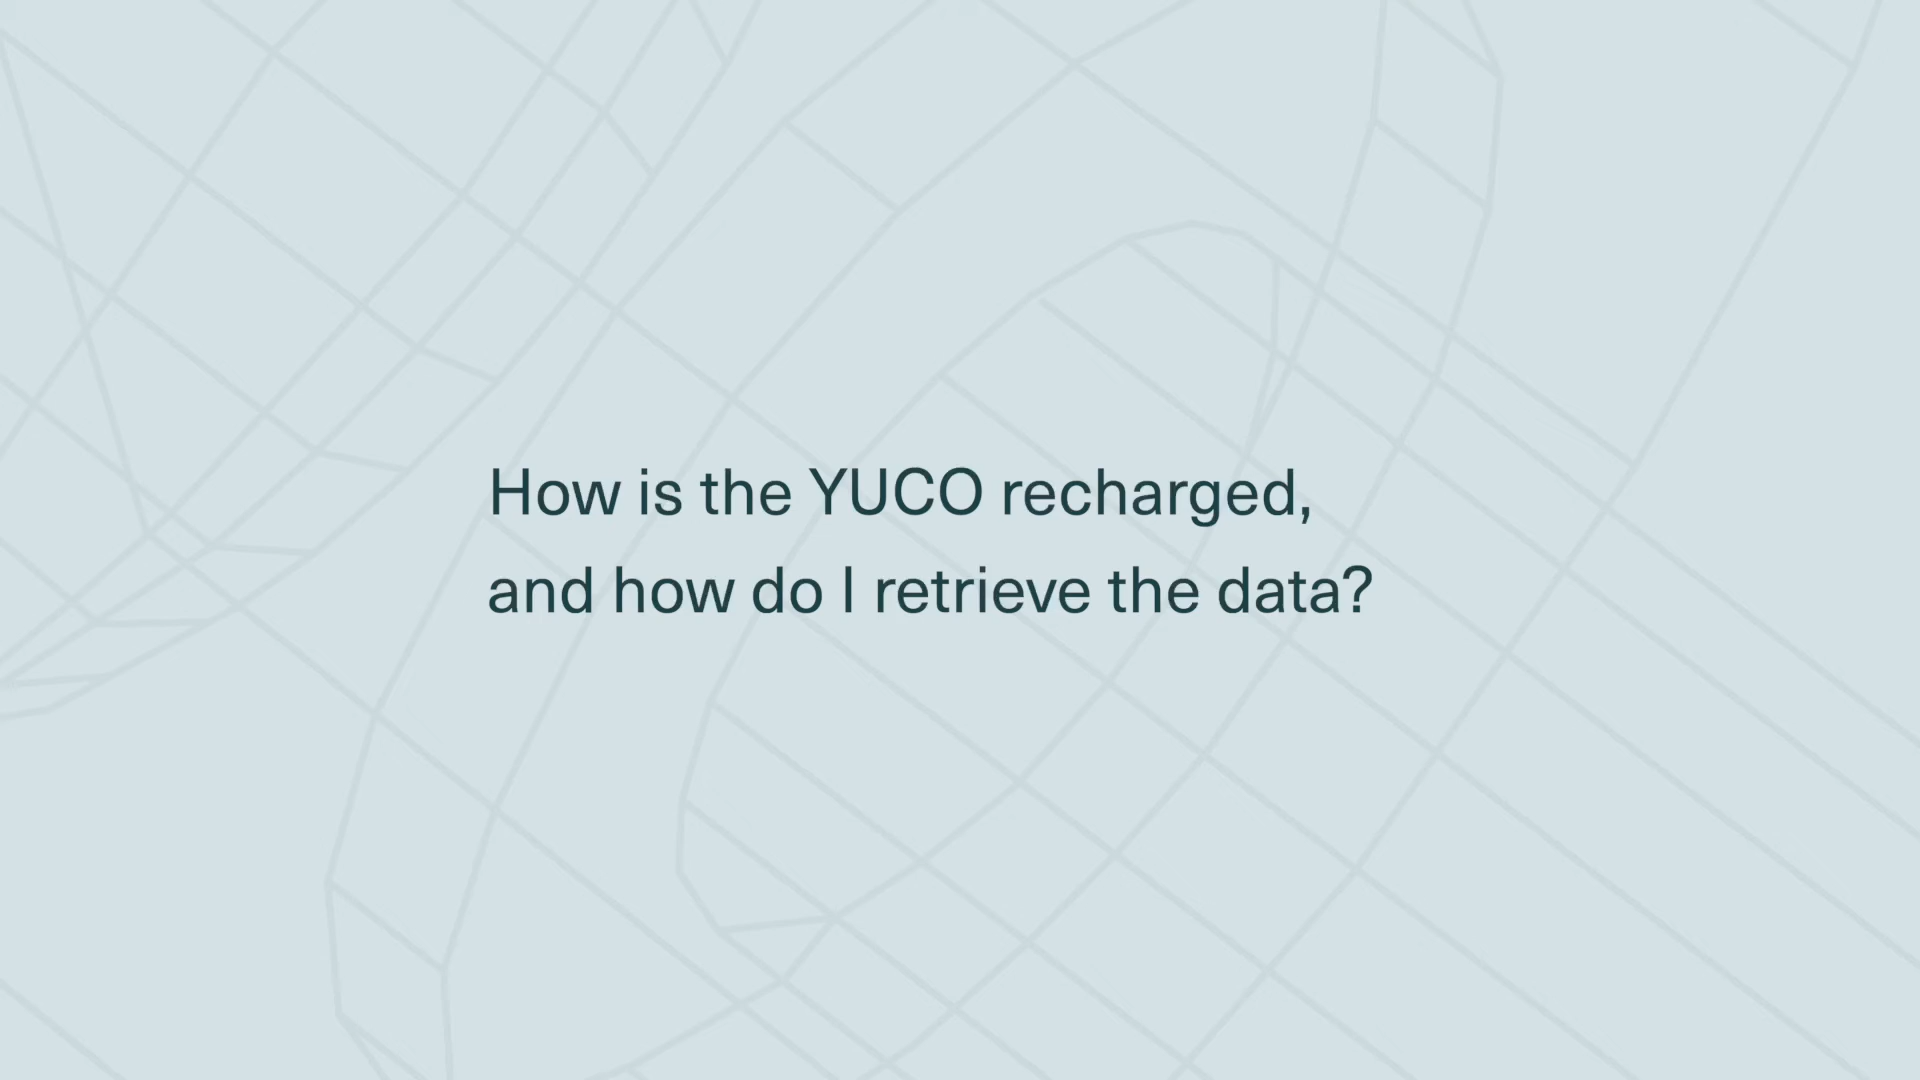 How is the YUCO recharged,
and how do I retrieve the data?